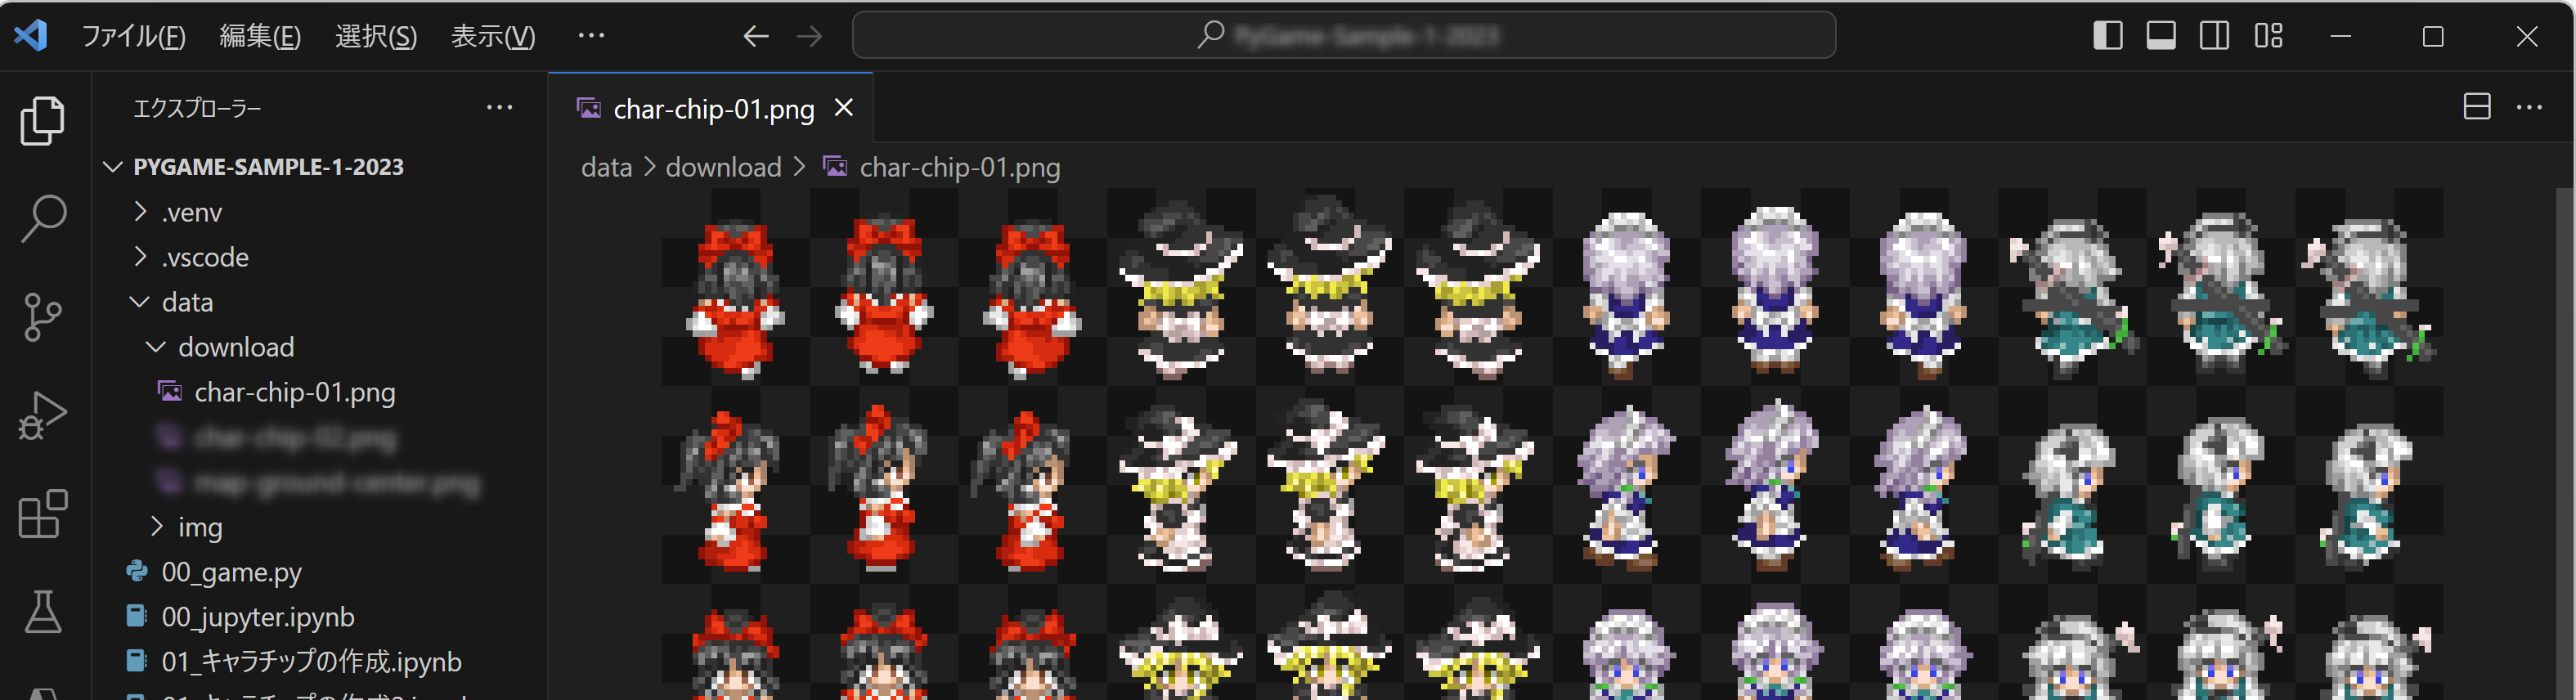 ファイル(F) 編集(E) 選択(S) 表示(V) ...
エクスプローラー ...
char-chip-01.png
PYGAME-SAMPLE-1-2023
data > download > char-chip-01.png
.venv
.vscode
data
download
char-chip-01.png
img
00_game.py
00_jupyter.ipynb
01_キャラチップの作成.ipynb